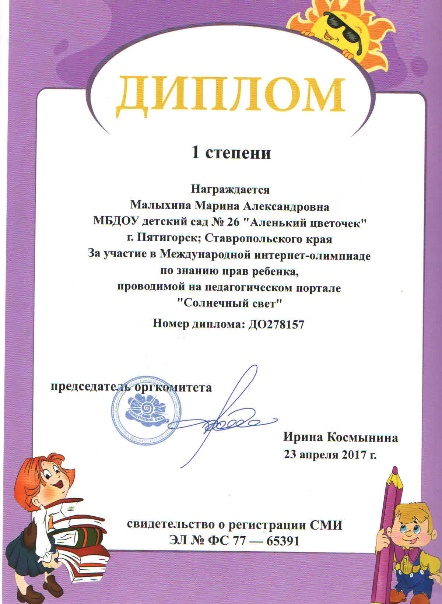 ДИПЛОМ
1 степени
Награждается
Малыхина Марина Александровна
МБДОУ детский сад № 26 "Аленький цветочек"
г. Пятигорск; Ставропольского края
За участие в Международной интернет-олимпиаде
по знанию прав ребенка,
проводимой на педагогическом портале
"Солнечный свет"
Номер диплома: ДО278157
председатель оргкомитета
Ирина Космынина
23 апреля 2017 г.
свидетельство о регистрации СМИ
ЭЛ № ФС 77 — 65391